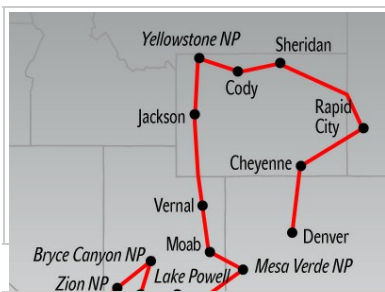 Yellowstone NP
Sheridan
Cody
Rapid
City
Jackson
Cheyenne
Vernal
Denver
Moab
Bryce Canyon NP
Lake Powell
Mesa Verde NP
Zion NP